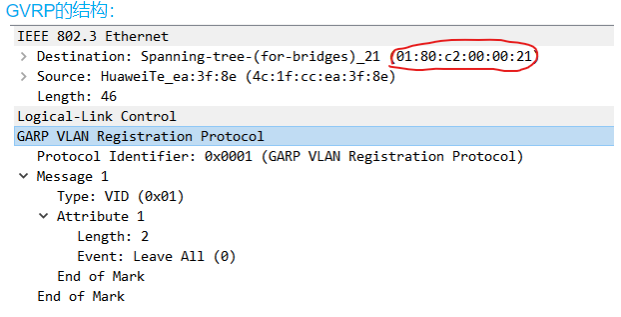 GVRP的结构：
IEEE 802.3 Ethernet
Destination: Spanning-tree-(for-bridges)_21 (01:80:c2:00:00:21)
Source: HuaweiTe_ea:3f:8e (4c:1f:cc:ea:3f:8e)
Length: 46
Logical-Link Control
GARP VLAN Registration Protocol
Protocol Identifier: 0x0001 (GARP VLAN Registration Protocol)
Message 1
Type: VID (0x01)
Attribute 1
Length: 2
Event: Leave All (0)
End of Mark
End of Mark